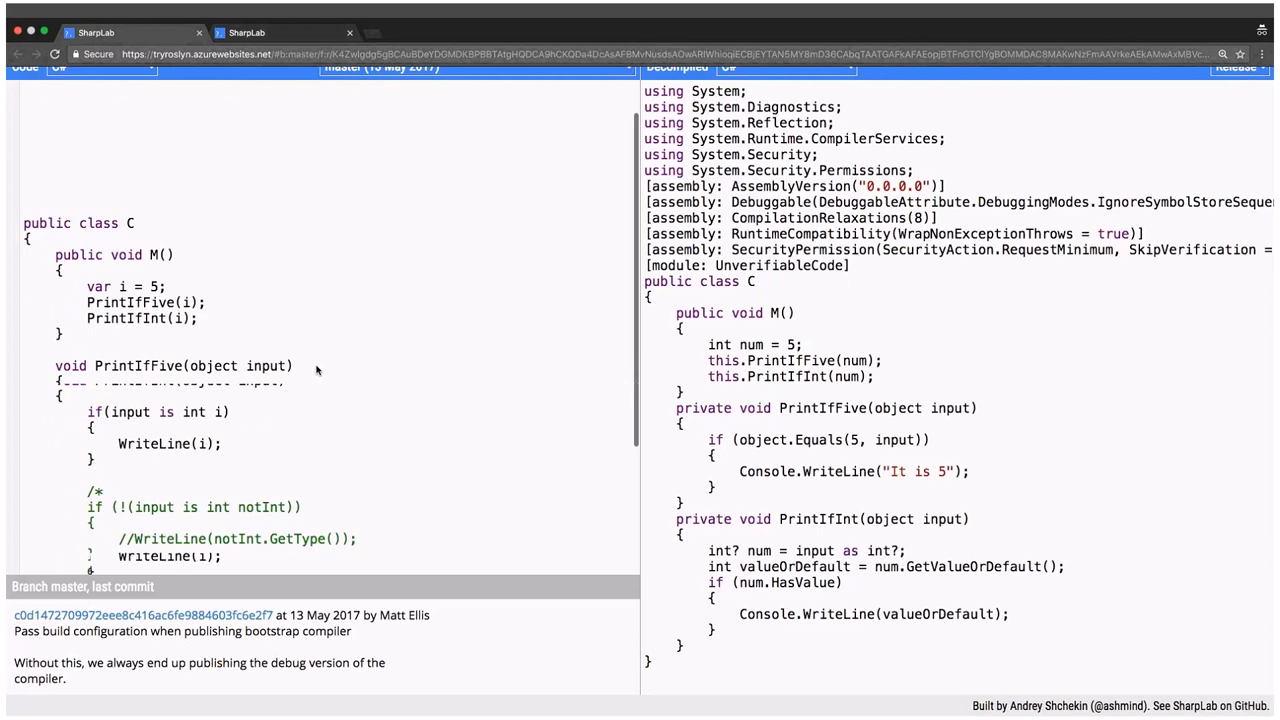 SharpLab
SharpLab
Secure
Code C# master (13 May 2017)
Decompiled C# Release
public class C
{
public void M()
{
var i = 5;
PrintIfFive(i);
PrintIfInt(i);
}
void PrintIfFive(object input)
{
{
if(input is int i)
{
WriteLine(i);
}
/*
if (!(input is int notInt))
{
//WriteLine(notInt.GetType());
}
WriteLine(i);
Branch master, last commit
c0d1472709972eee8c416ac6fe9884603fc6e2f7 at 13 May 2017 by Matt Ellis
Pass build configuration when publishing bootstrap compiler
Without this, we always end up publishing the debug version of the
compiler.
using System;
using System.Diagnostics;
using System.Reflection;
using System.Runtime.CompilerServices;
using System.Security;
using System.Security.Permissions;
[assembly: AssemblyVersion("0.0.0.0")]
[assembly: Debuggable(DebuggableAttribute.DebuggingModes.IgnoreSymbolStoreSeque
[assembly: CompilationRelaxations(8)]
[assembly: RuntimeCompatibility(WrapNonExceptionThrows = true)]
[assembly: SecurityPermission(SecurityAction.RequestMinimum, SkipVerification =
[module: UnverifiableCode]
public class C
{
public void M()
{
int num = 5;
this.PrintIfFive(num);
this.PrintIfInt(num);
}
private void PrintIfFive(object input)
{
if (object.Equals(5, input))
{
Console.WriteLine("It is 5");
}
}
private void PrintIfInt(object input)
{
int? num = input as int?;
int valueOrDefault = num.GetValueOrDefault();
if (num.HasValue)
{
Console.WriteLine(valueOrDefault);
}
}
}
Built by Andrey Shchekin (@ashmind). See SharpLab on GitHub.